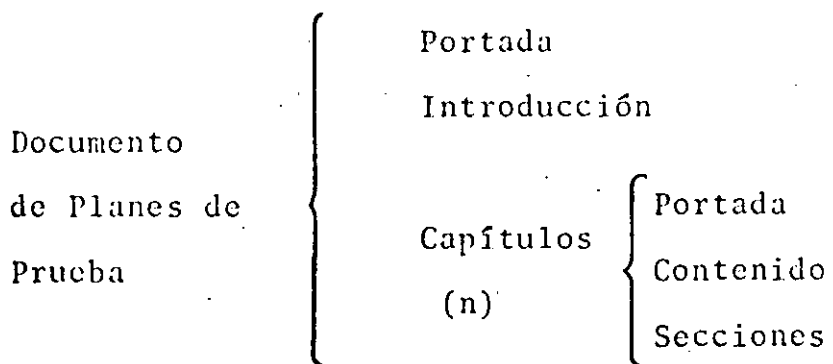 Documento
de Planes de
Prueba
Portada
Introducción
Capítulos
(n)
Portada
Contenido
Secciones